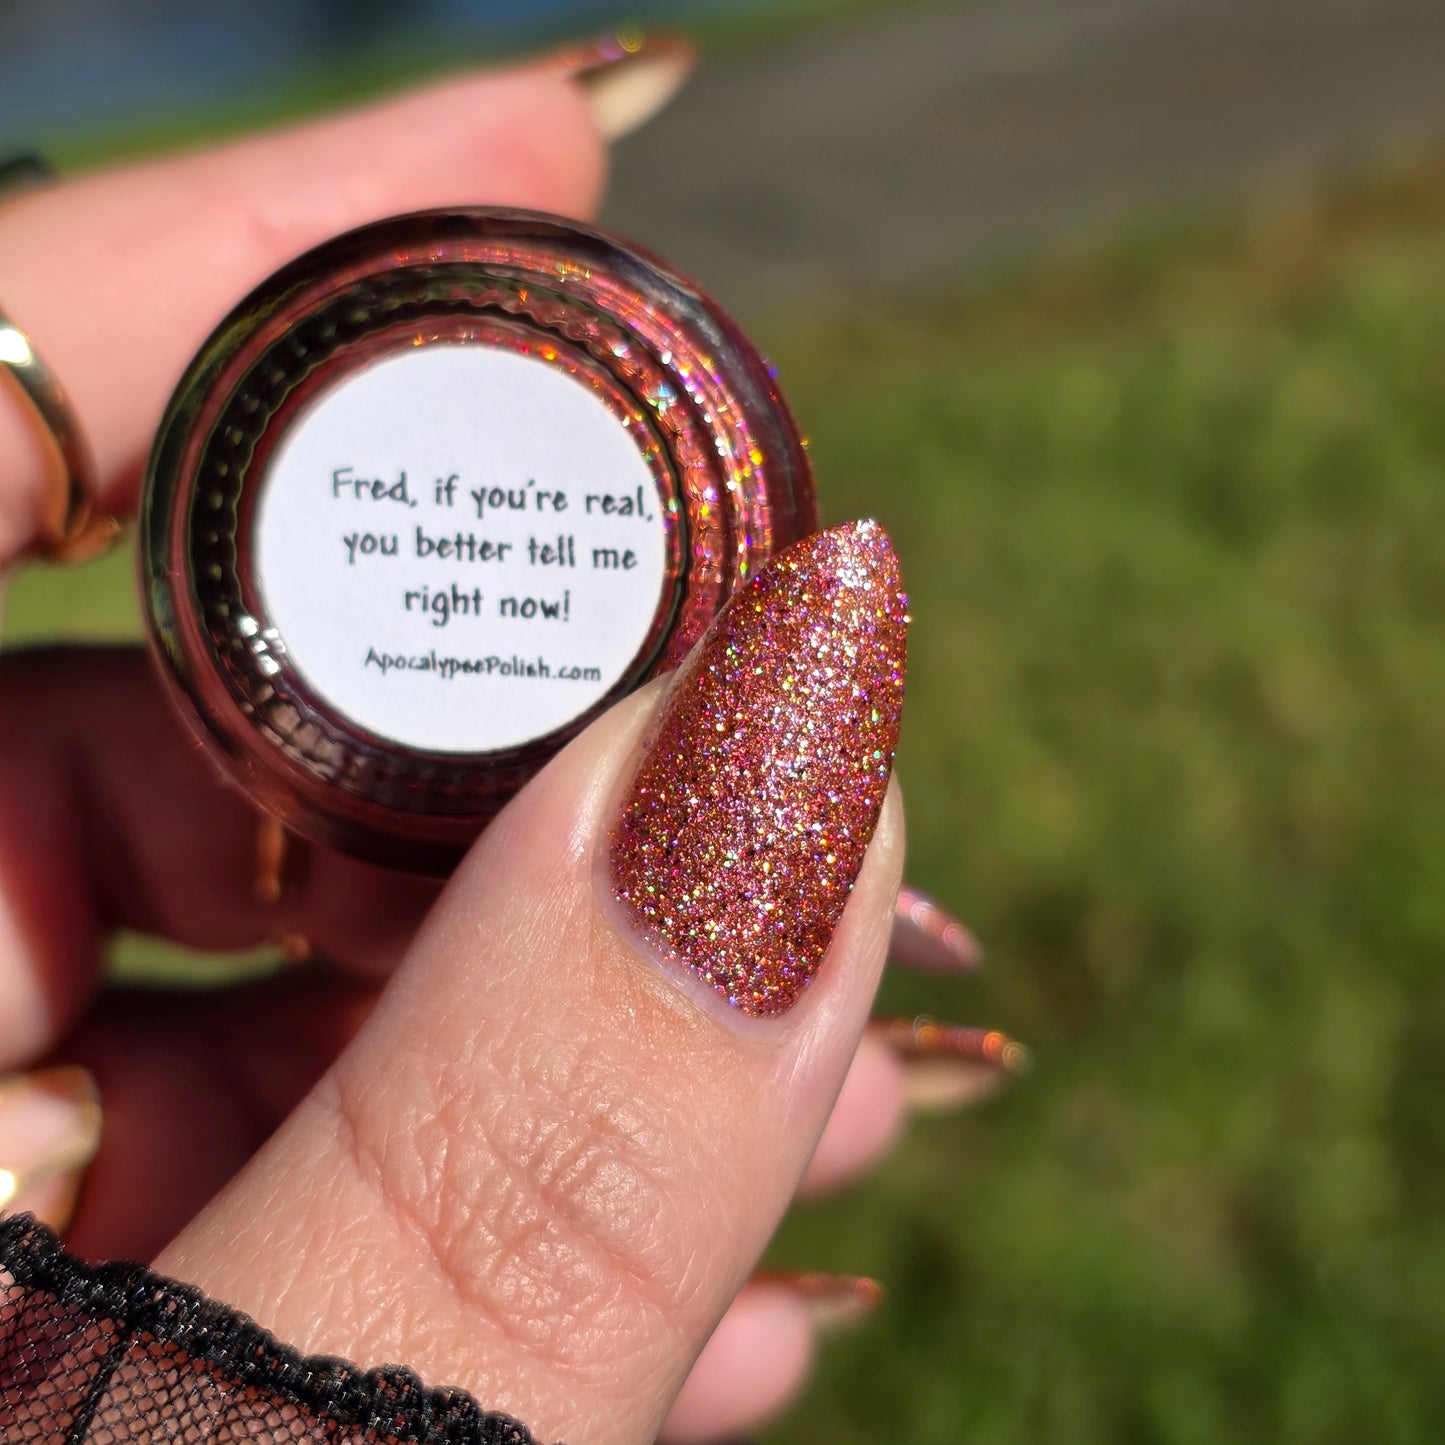 Fred, if you're real,
you better tell me
right now!
ApocalypsePolish.com